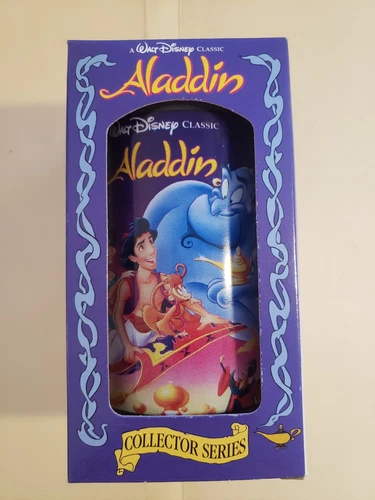 A Walt Disney Classic
Aladdin
Walt Disney Classic
Aladdin
COLLECTOR SERIES